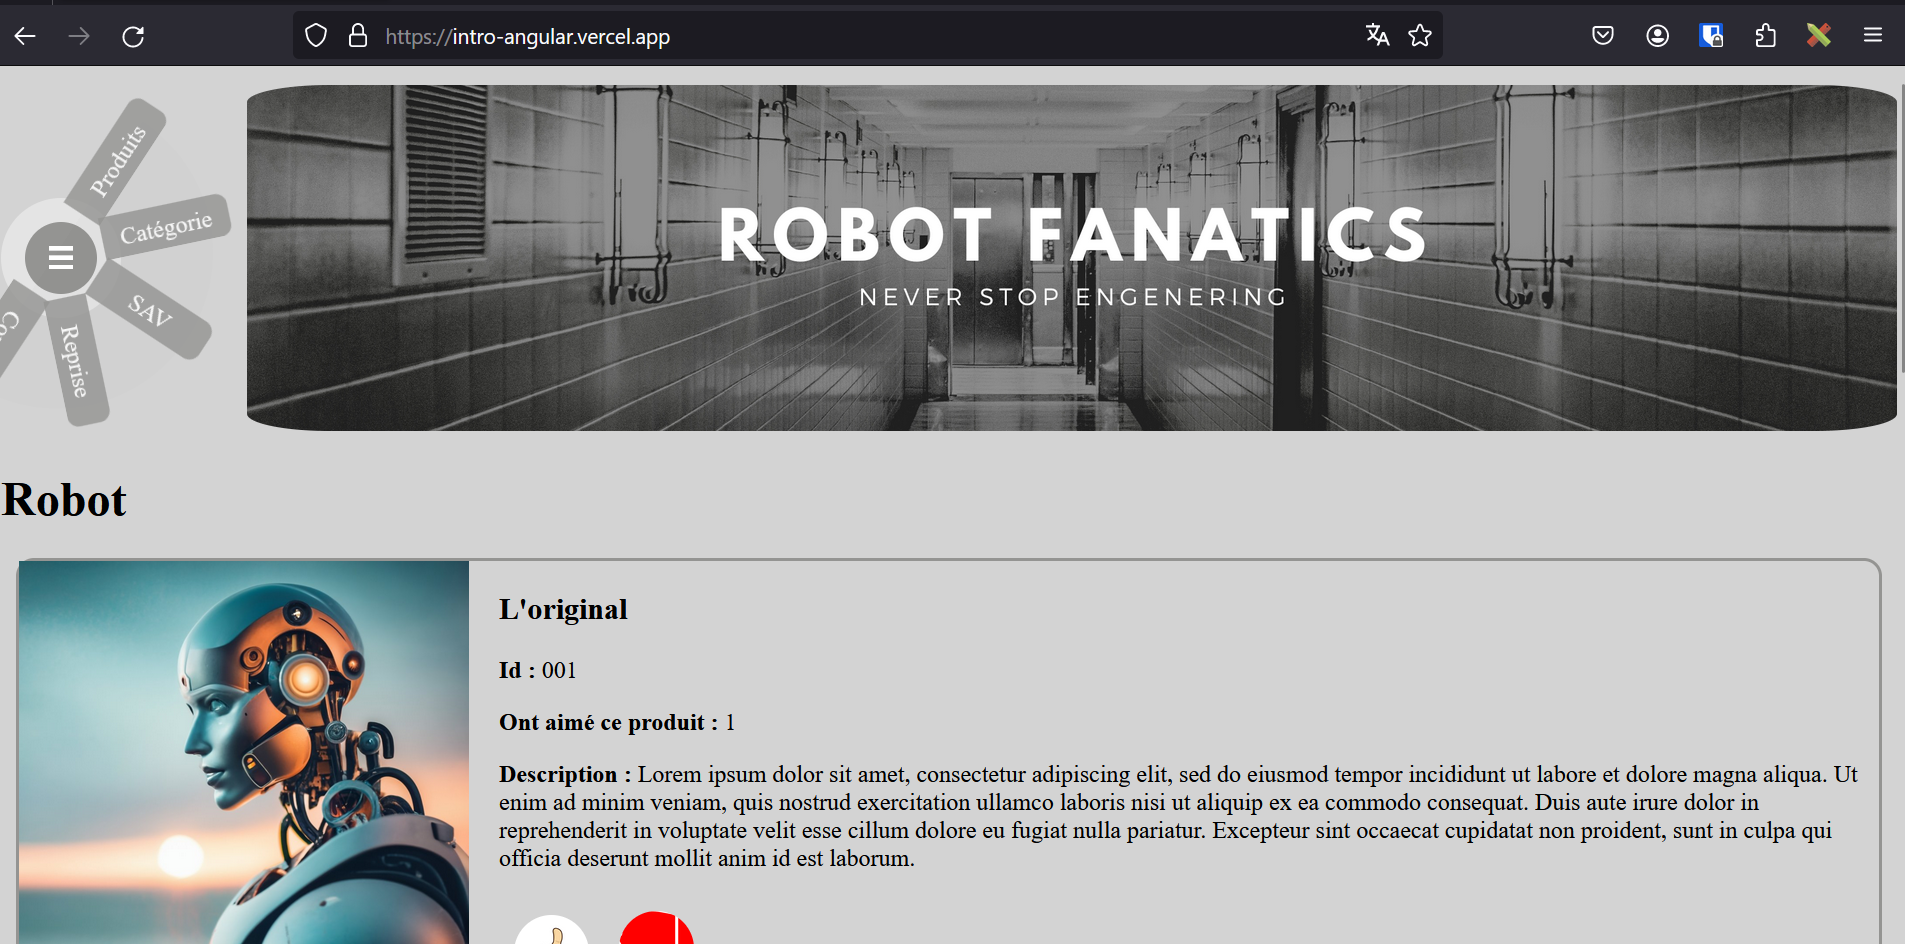 https://intro-angular.vercel.app
Produits
Catégorie
SAV
Reprise
ROBOT FANATICS
NEVER STOP ENGENERING
Robot
L'original
Id : 001
Ont aimé ce produit : 1
Description : Lorem ipsum dolor sit amet, consectetur adipiscing elit, sed do eiusmod tempor incididunt ut labore et dolore magna aliqua. Ut
enim ad minim veniam, quis nostrud exercitation ullamco laboris nisi ut aliquip ex ea commodo consequat. Duis aute irure dolor in
reprehenderit in voluptate velit esse cillum dolore eu fugiat nulla pariatur. Excepteur sint occaecat cupidatat non proident, sunt in culpa qui
officia deserunt mollit anim id est laborum.